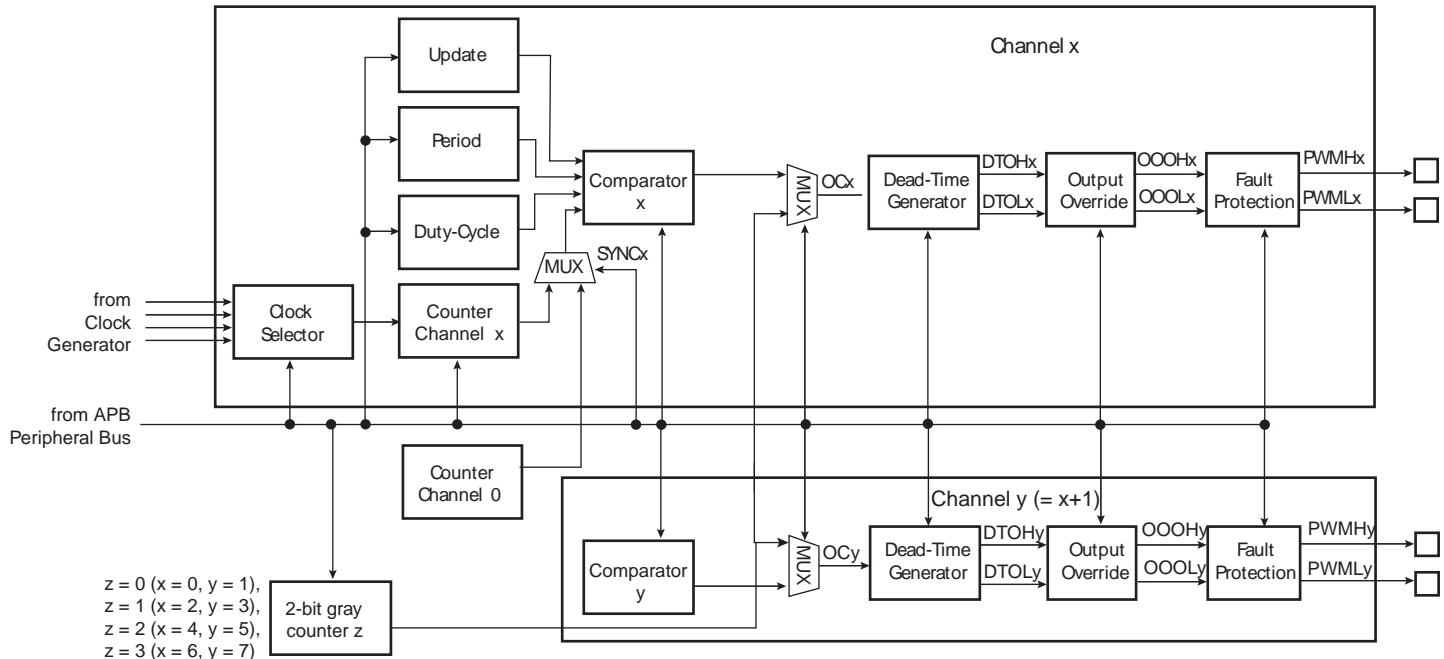 Channel x
Update
Period
Duty-Cycle
Comparator
x
MUX
SYNCx
MUX
OCx
Dead-Time
Generator
DTOHx
DTOLx
Output
Override
OOOHx
OOOLx
Fault
Protection
PWMHx
PWMLx
from
Clock
Generator
Clock
Selector
Counter
Channel x
from APB
Peripheral Bus
Counter
Channel 0
Channel y (= x+1)
Comparator
y
MUX
OCy
Dead-Time
Generator
DTOHy
DTOLy
Output
Override
OOOHy
OOOLy
Fault
Protection
PWMHy
PWMLy
z = 0 (x = 0, y = 1),
z = 1 (x = 2, y = 3),
z = 2 (x = 4, y = 5),
z = 3 (x = 6, y = 7)
2-bit gray
counter z